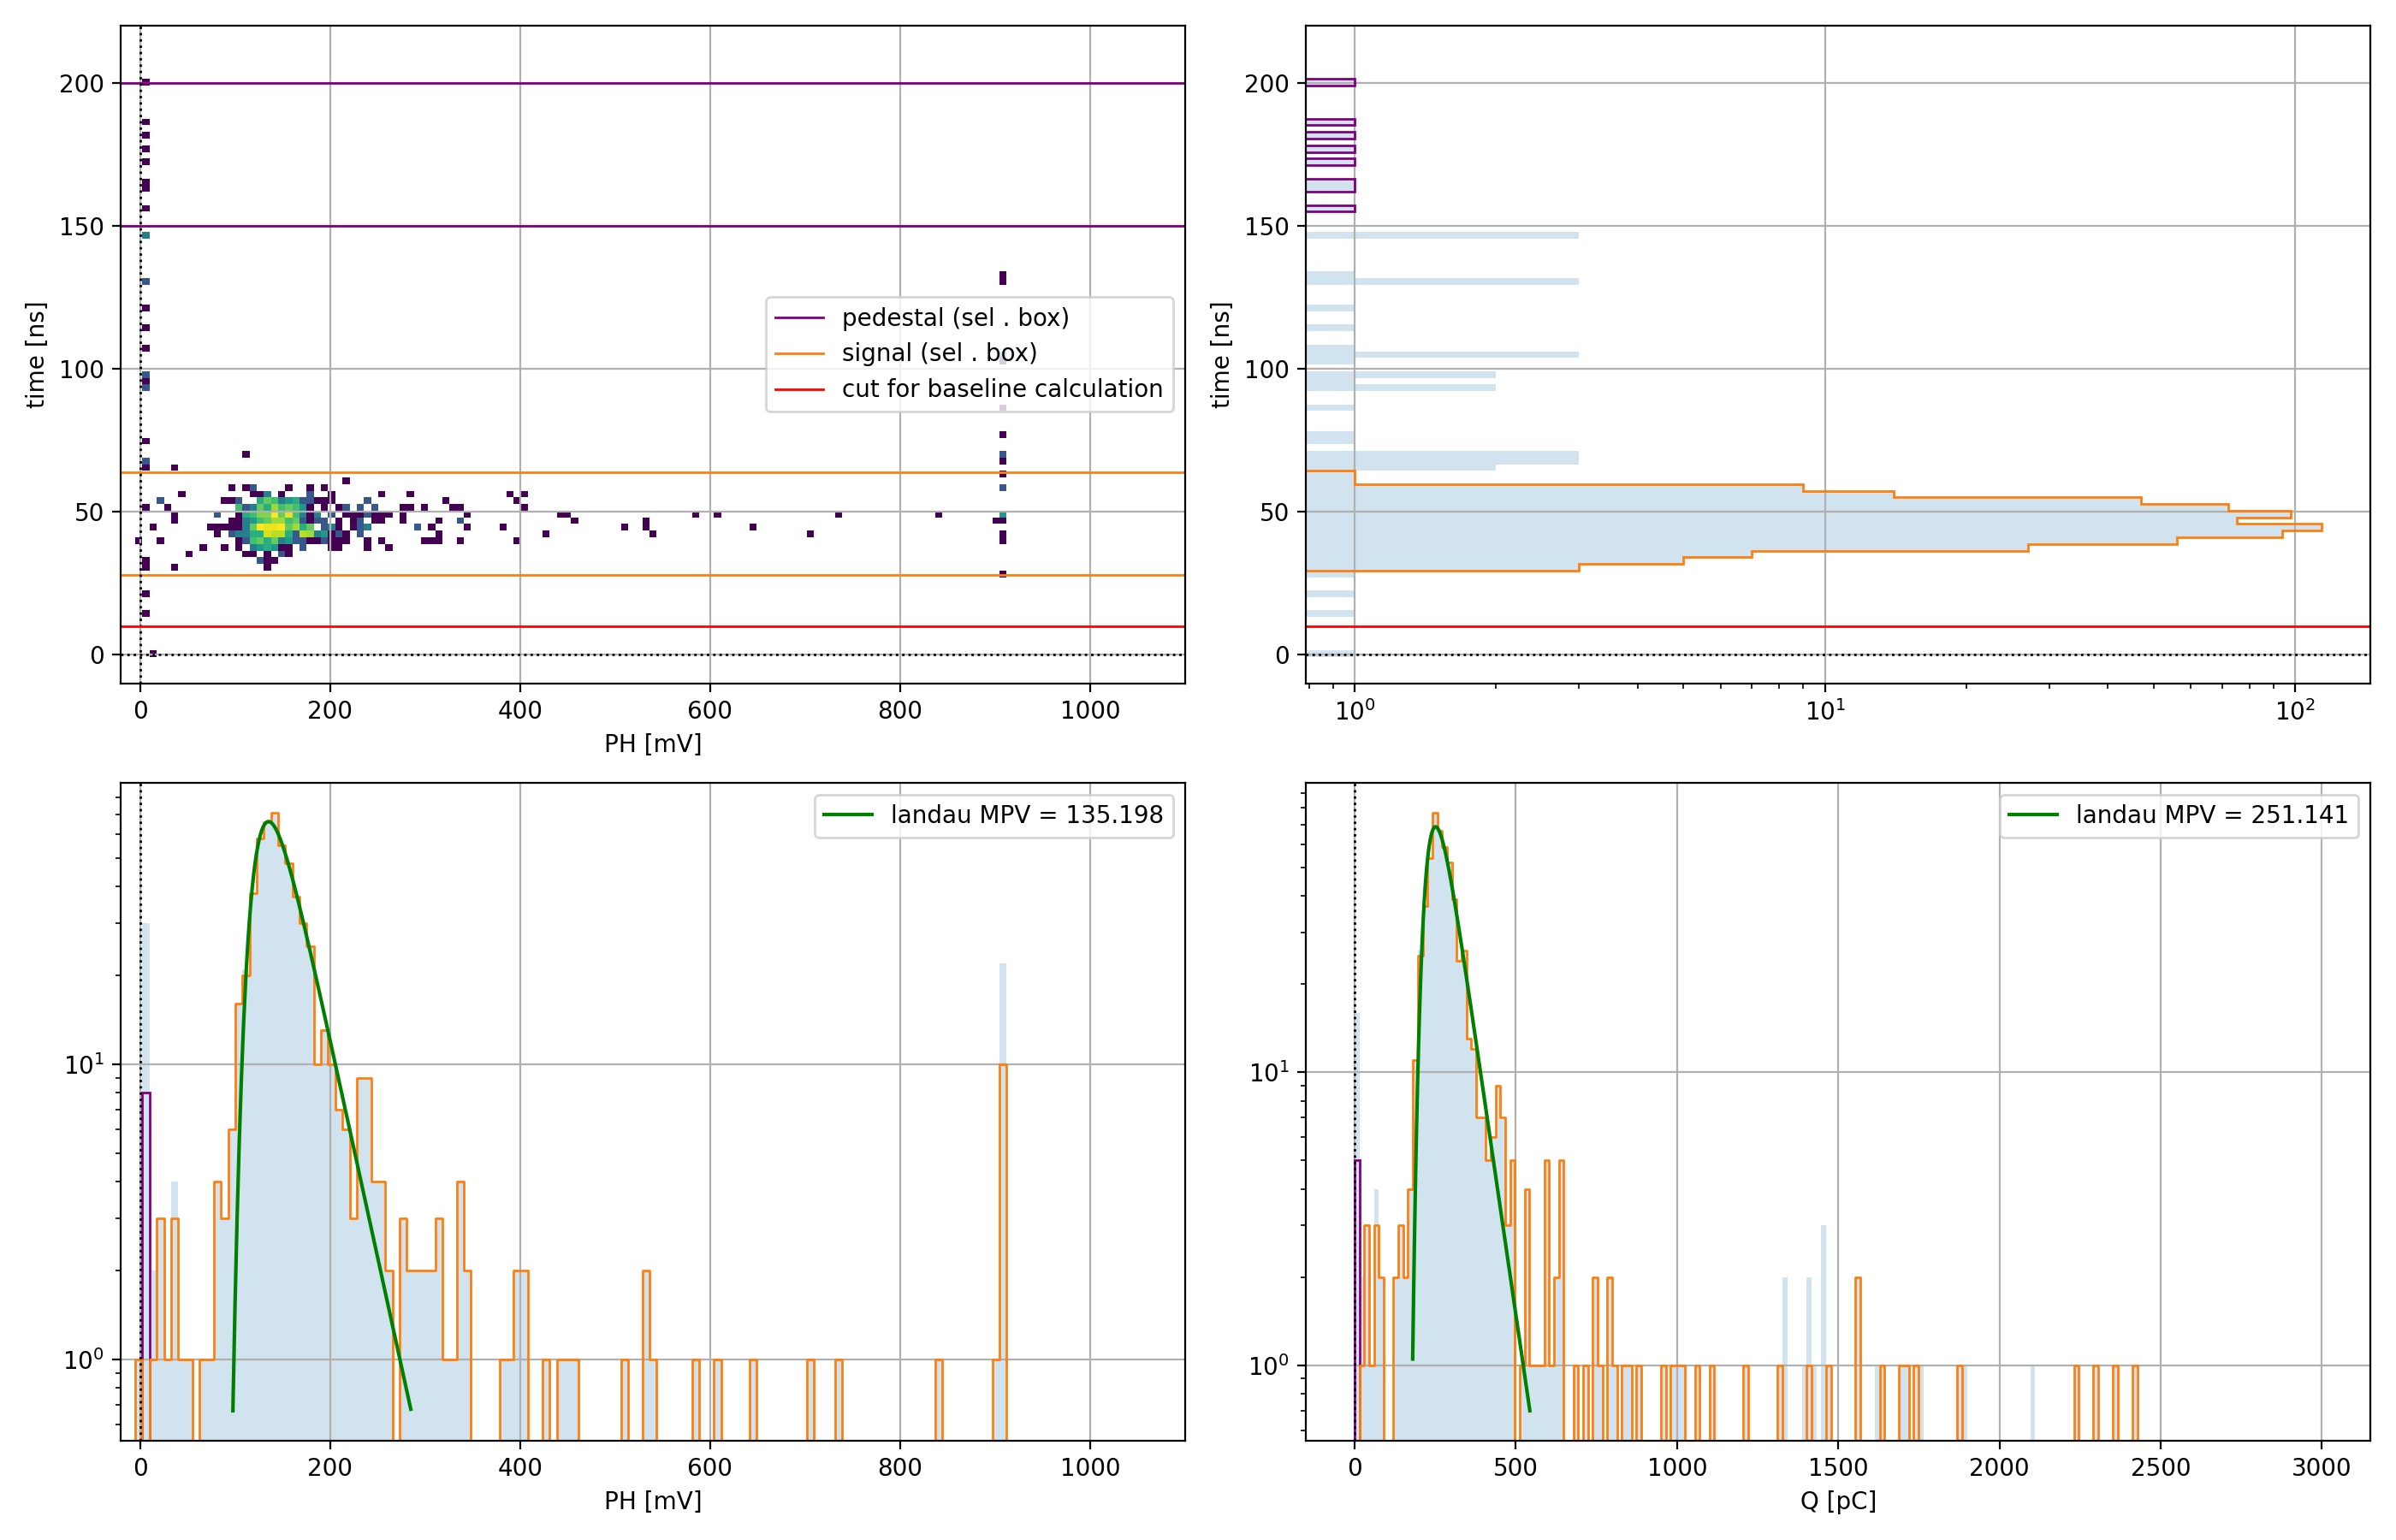 200
150
100
50
0
time [ns]
pedestal (sel . box)
signal (sel . box)
cut for baseline calculation
0 200 400 600 800 1000
PH [mV]
200
150
100
50
0
time [ns]
10⁰ 10¹ 10²
landau MPV = 135.198
10¹
10⁰
0 200 400 600 800 1000
PH [mV]
landau MPV = 251.141
10¹
10⁰
0 500 1000 1500 2000 2500 3000
Q [pC]